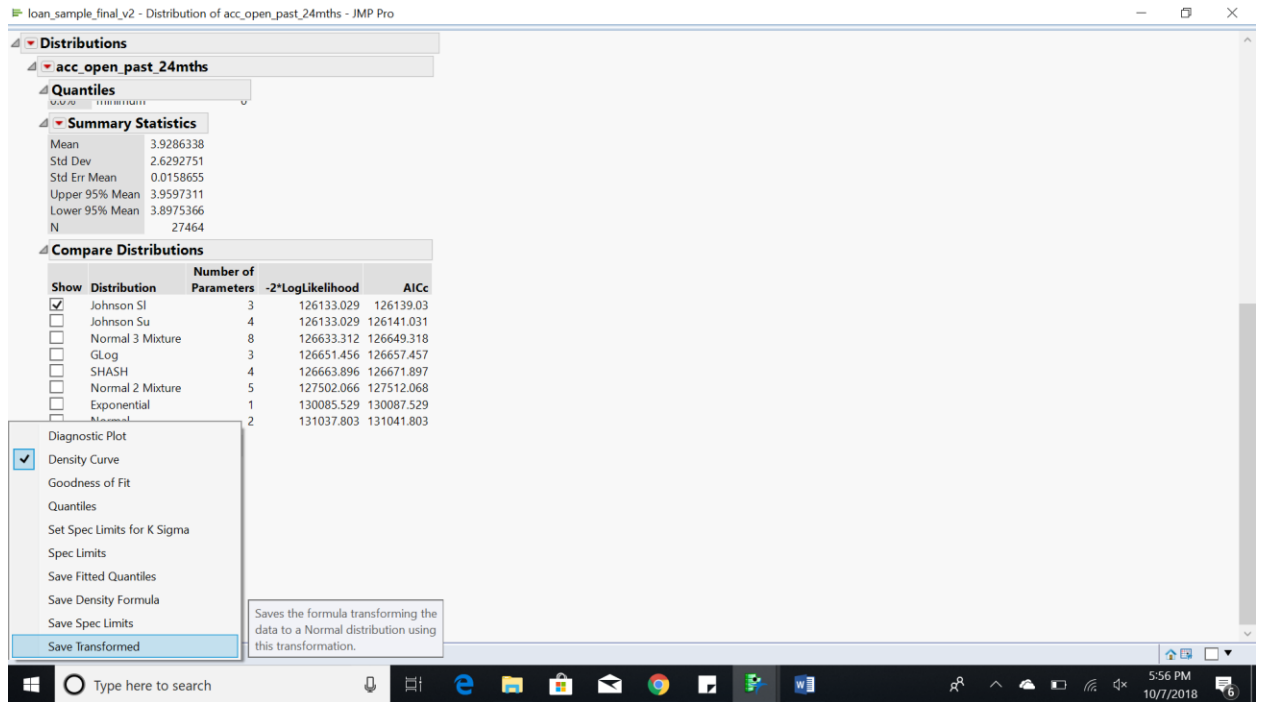 loan_sample_final_v2 - Distribution of acc_open_past_24mths - JMP Pro
Distributions
acc_open_past_24mths
Quantiles
0.0% minimum 0
Summary Statistics
Mean 3.9286338
Std Dev 2.6292751
Std Err Mean 0.0158655
Upper 95% Mean 3.9597311
Lower 95% Mean 3.8975366
N 27464
Compare Distributions
Number of
Show Distribution Parameters -2*LogLikelihood AICc
Johnson Sl 3 126133.029 126139.03
Johnson Su 4 126133.029 126141.031
Normal 3 Mixture 8 126633.312 126649.318
GLog 3 126651.456 126657.457
SHASH 4 126663.896 126671.897
Normal 2 Mixture 5 127502.066 127512.068
Exponential 1 130085.529 130087.529
Normal 2 131037.803 131041.803
Diagnostic Plot
Density Curve
Goodness of Fit
Quantiles
Set Spec Limits for K Sigma
Spec Limits
Save Fitted Quantiles
Save Density Formula
Save Spec Limits
Save Transformed
Saves the formula transforming the
data to a Normal distribution using
this transformation.
Type here to search
5:56 PM
10/7/2018
6